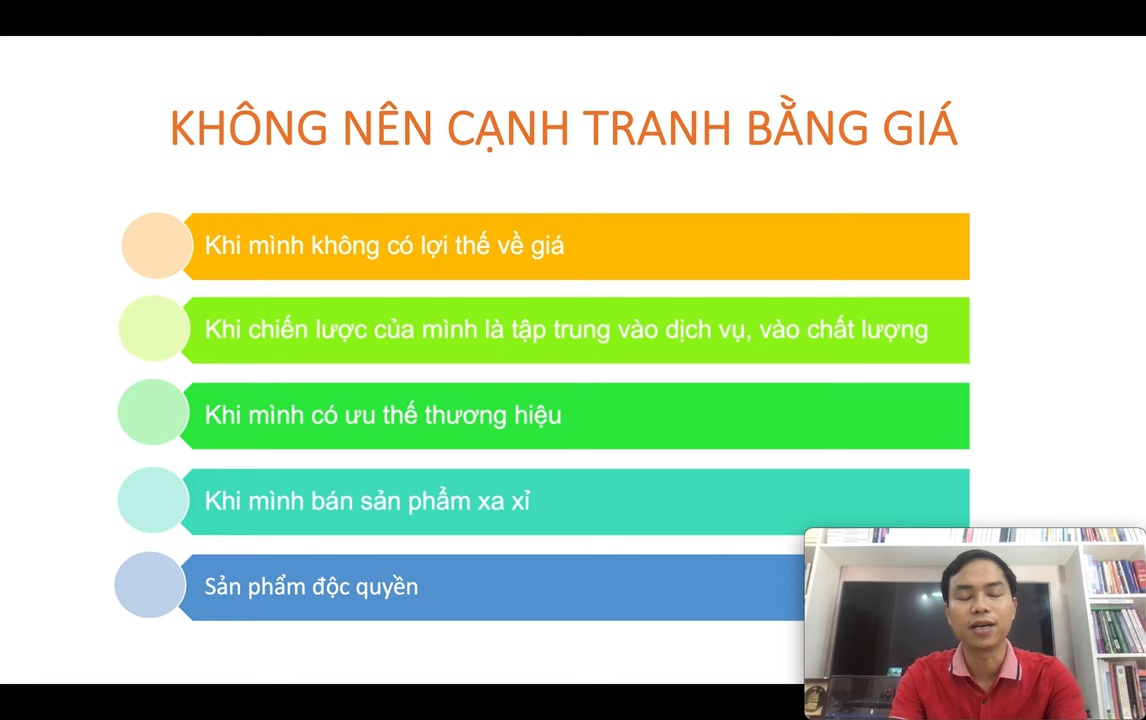 KHÔNG NÊN CẠNH TRANH BẰNG GIÁ
Khi mình không có lợi thế về giá
Khi chiến lược của mình là tập trung vào dịch vụ, vào chất lượng
Khi mình có ưu thế thương hiệu
Khi mình bán sản phẩm xa xỉ
Sản phẩm độc quyền